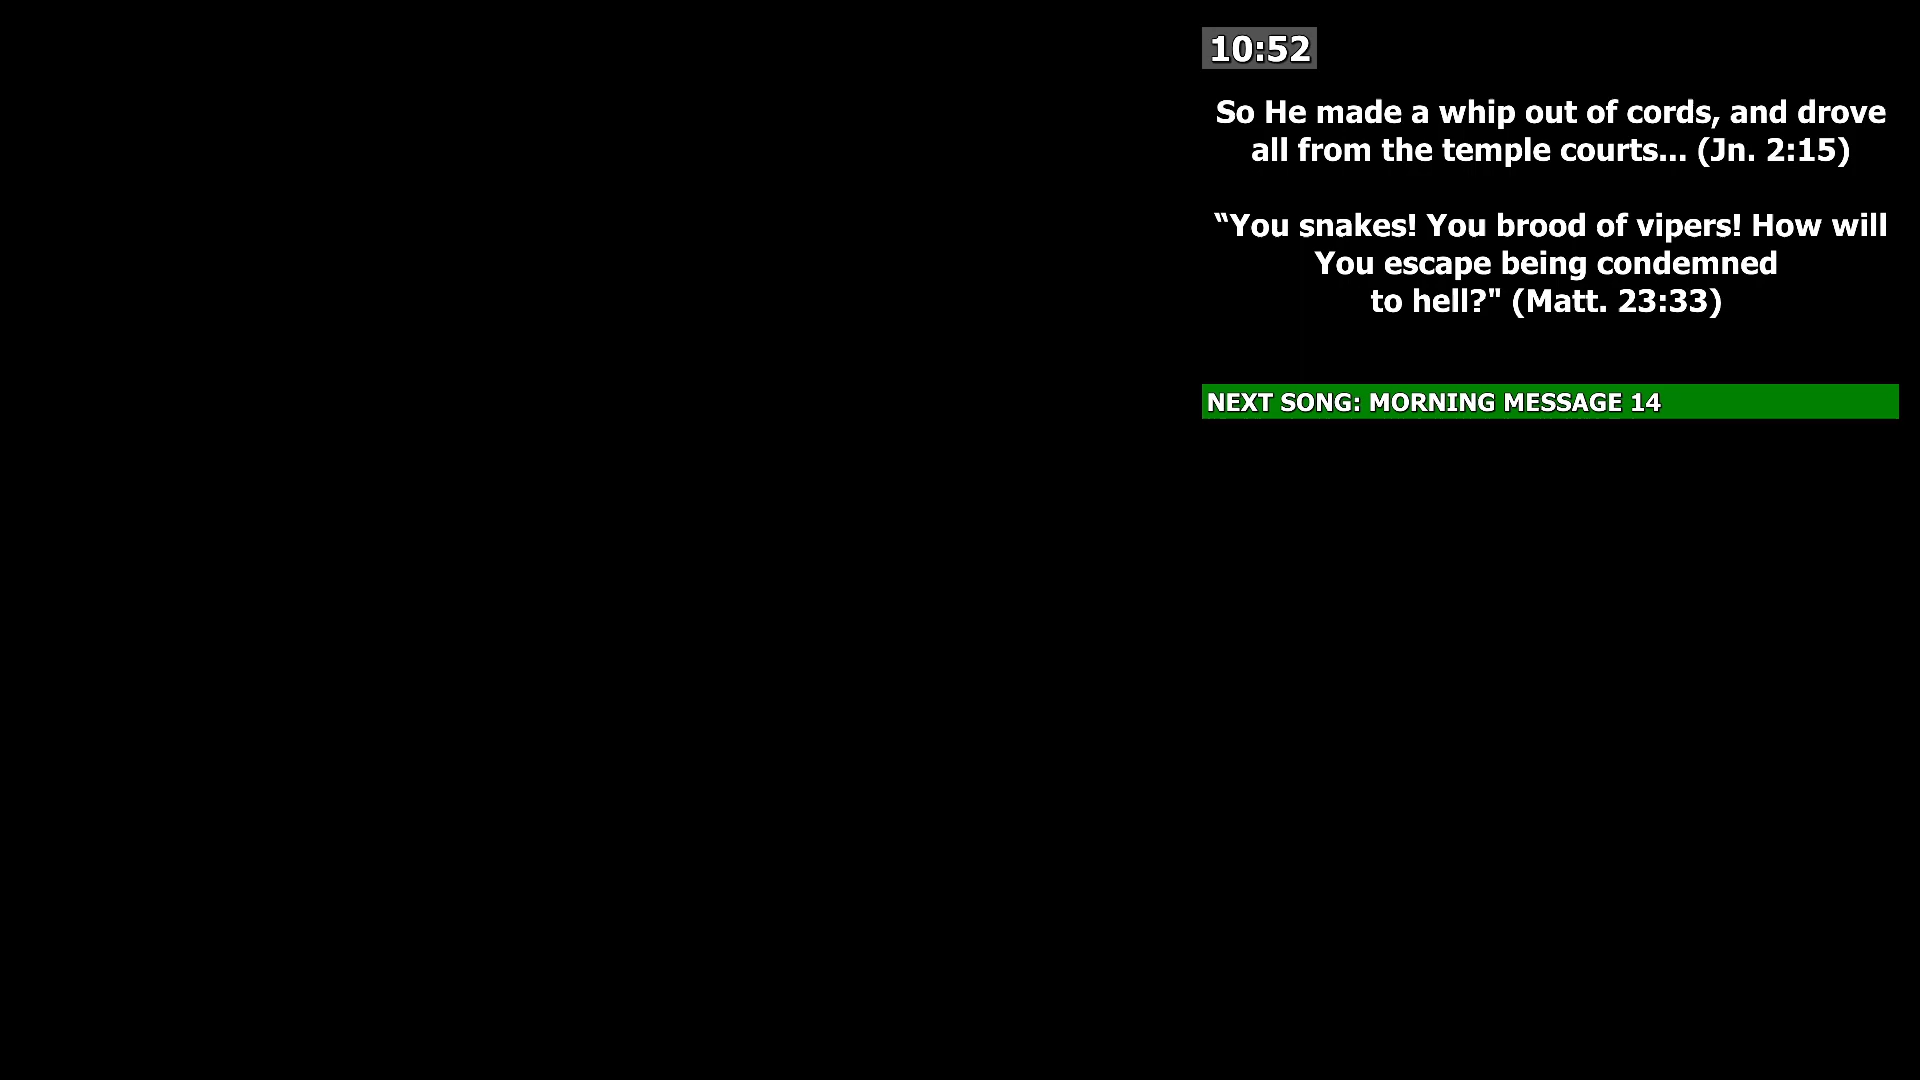 10:52
So He made a whip out of cords, and drove
all from the temple courts... (Jn. 2:15)
“You snakes! You brood of vipers! How will
You escape being condemned
to hell?" (Matt. 23:33)
NEXT SONG: MORNING MESSAGE 14